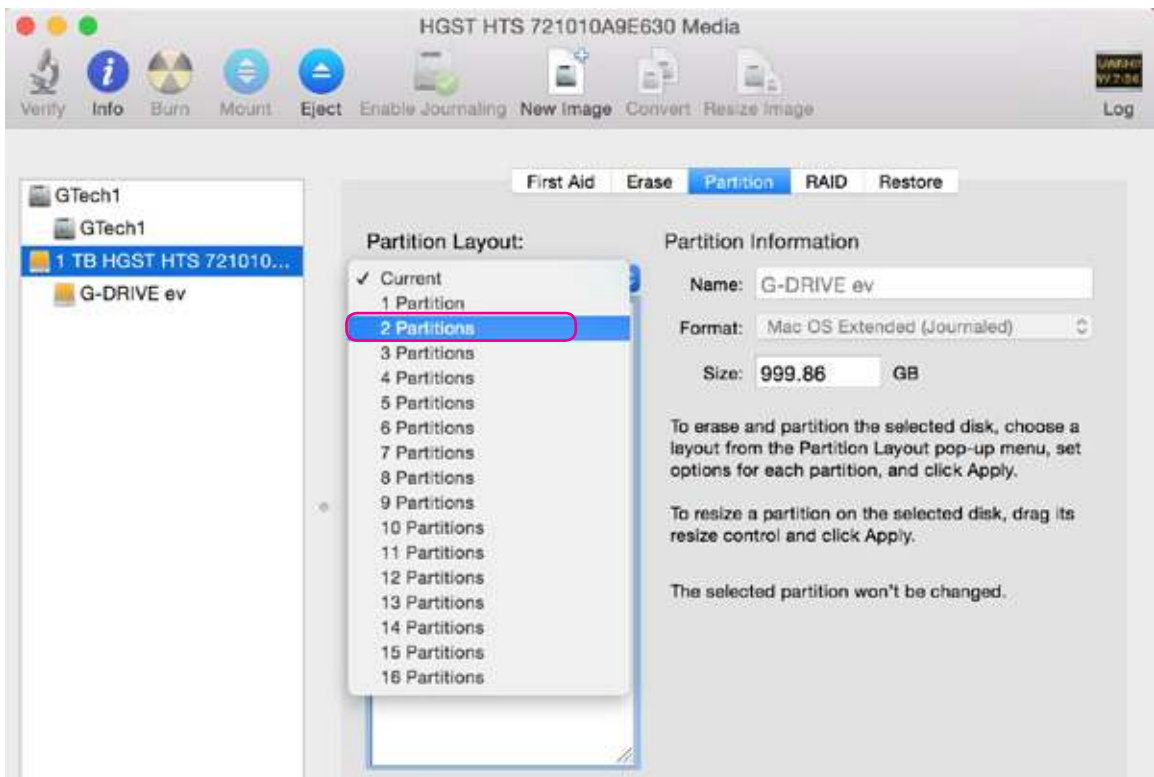 HGST HTS 721010A9E630 Media
Verify Info Burn Mount Eject Enable Journaling New Image Convert Resize Image Log
First Aid Erase Partition RAID Restore
GTech1
GTech1
1 TB HGST HTS 721010...
G-DRIVE ev
Partition Layout:
✓ Current
1 Partition
2 Partitions
3 Partitions
4 Partitions
5 Partitions
6 Partitions
7 Partitions
8 Partitions
9 Partitions
10 Partitions
11 Partitions
12 Partitions
13 Partitions
14 Partitions
15 Partitions
16 Partitions
Partition Information
Name: G-DRIVE ev
Format: Mac OS Extended (Journaled)
Size: 999.86 GB
To erase and partition the selected disk, choose a
layout from the Partition Layout pop-up menu, set
options for each partition, and click Apply.
To resize a partition on the selected disk, drag its
resize control and click Apply.
The selected partition won't be changed.